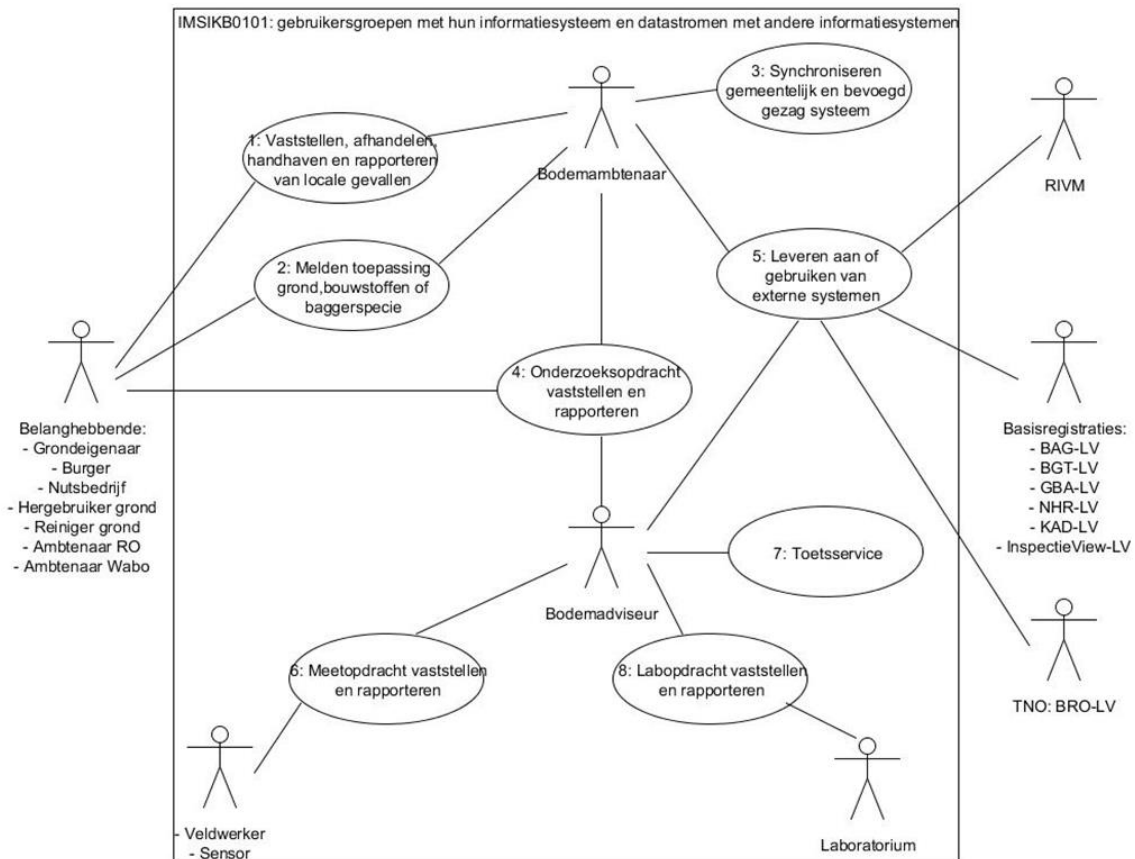 IMSIKB0101: gebruikersgroepen met hun informatiesysteem en datastromen met andere informatiesystemen
3: Synchroniseren
gemeentelijk en bevoegd
gezag systeem
1: Vaststellen, afhandelen,
handhaven en rapporteren
van locale gevallen
Bodemambtenaar
RIVM
2: Melden toepassing
grond,bouwstoffen of
baggerspecie
5: Leveren aan of
gebruiken van
externe systemen
4: Onderzoeksopdracht
vaststellen en
rapporteren
Belanghebbende:
- Grondeigenaar
- Burger
- Nutsbedrijf
- Hergebruiker grond
- Reiniger grond
- Ambtenaar RO
- Ambtenaar Wabo
Basisregistraties:
- BAG-LV
- BGT-LV
- GBA-LV
- NHR-LV
- KAD-LV
- InspectieView-LV
7: Toetsservice
Bodemadviseur
6: Meetopdracht vaststellen
en rapporteren
8: Labopdracht vaststellen
en rapporteren
TNO: BRO-LV
- Veldwerker
- Sensor
Laboratorium